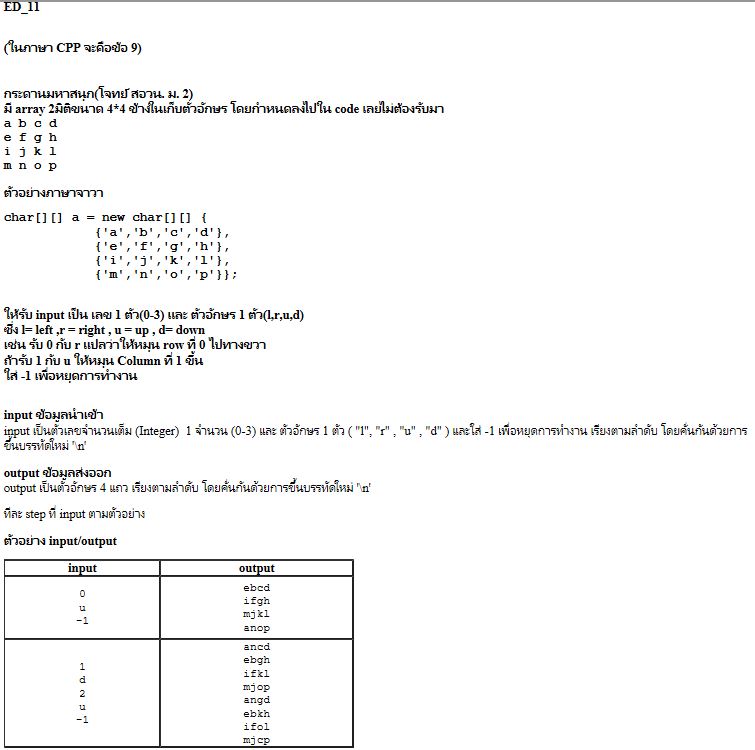 ED_11
(ในภาษา CPP จะคือข้อ 9)
กระดานมหาสนุก(โจทย์ สอวน. ม. 2)
มี array 2มิติขนาด 4*4 ข้างในเก็บตัวอักษร โดยกำหนดลงไปใน code เลยไม่ต้องรับมา
a b c d
e f g h
i j k l
m n o p
ตัวอย่างภาษาจาวา
char[][] a = new char[][] {
{'a','b','c','d'},
{'e','f','g','h'},
{'i','j','k','l'},
{'m','n','o','p'}};
ให้รับ input เป็น เลข 1 ตัว(0-3) และ ตัวอักษร 1 ตัว(l,r,u,d)
ซึ่ง l= left ,r = right , u = up , d= down
เช่น รับ 0 กับ r แปลว่าให้หมุน row ที่ 0 ไปทางขวา
ถ้ารับ 1 กับ u ให้หมุน Column ที่ 1 ขึ้น
ใส่ -1 เพื่อหยุดการทำงาน
input ข้อมูลนำเข้า
input เป็นตัวเลขจำนวนเต็ม (Integer) 1 จำนวน (0-3) และ ตัวอักษร 1 ตัว ( "l", "r" , "u" , "d" ) และใส่ -1 เพื่อหยุดการทำงาน เรียงตามลำดับ โดยคั่นกันด้วยการ
ขึ้นบรรทัดใหม่ '\n'
output ข้อมูลส่งออก
output เป็นตัวอักษร 4 แถว เรียงตามลำดับ โดยคั่นกันด้วยการขึ้นบรรทัดใหม่ '\n'
ทีละ step ที่ input ตามตัวอย่าง
ตัวอย่าง input/output
input output
0
u
-1
ebcd
ifgh
mjkl
anop
1
d
2
u
-1
ancd
ebgh
ifkl
mjop
angd
ebkh
ifol
mjcp